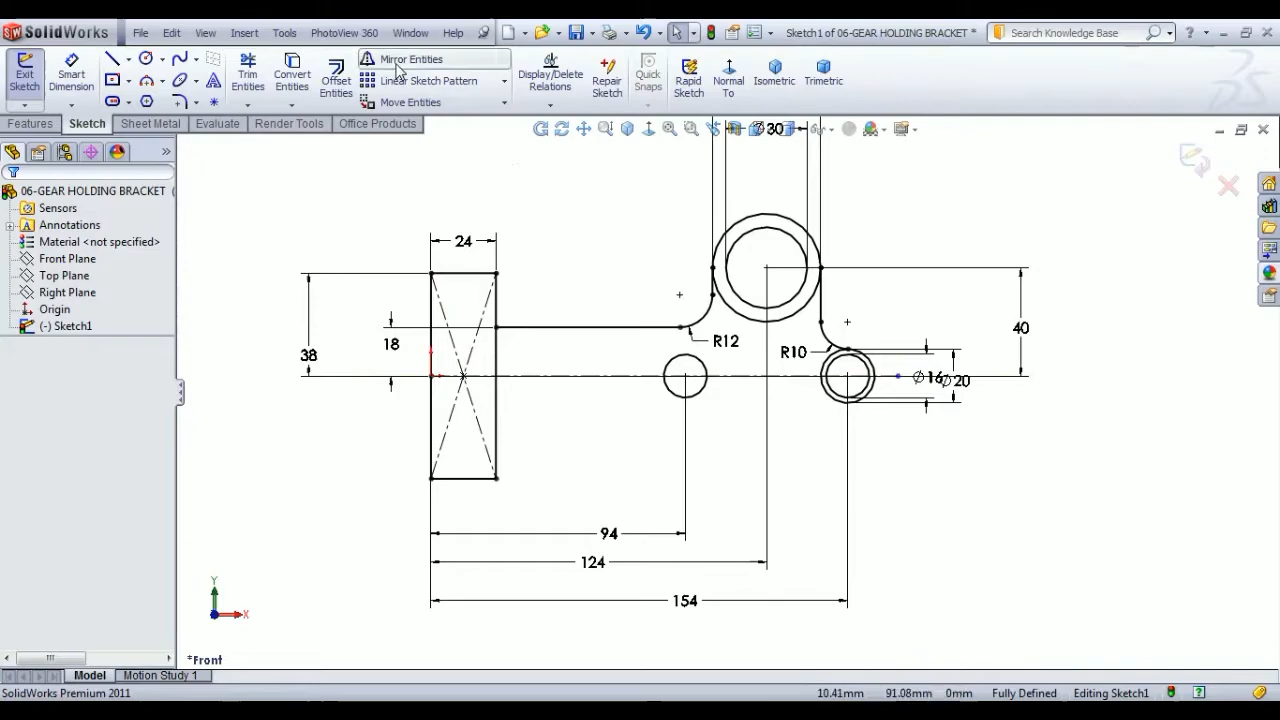 SolidWorks File Edit View Insert Tools PhotoView 360 Window Help Sketch1 of 06-GEAR HOLDING BRACKET * Search Knowledge Base ?
Exit Sketch
Smart Dimension
Trim Entities
Convert Entities
Offset Entities
Mirror Entities
Linear Sketch Pattern
Move Entities
Display/Delete Relations
Repair Sketch
Quick Snaps
Rapid Sketch
Normal To
Isometric
Trimetric
Features Sketch Sheet Metal Evaluate Render Tools Office Products
06-GEAR HOLDING BRACKET (
Sensors
Annotations
Material <not specified>
Front Plane
Top Plane
Right Plane
Origin
(-) Sketch1
Ø30
24
38
18
R12
R10
40
Ø16
Ø20
94
124
154
Y
X
*Front
Model Motion Study 1
SolidWorks Premium 2011 10.41mm 91.08mm 0mm Fully Defined Editing Sketch1 ?